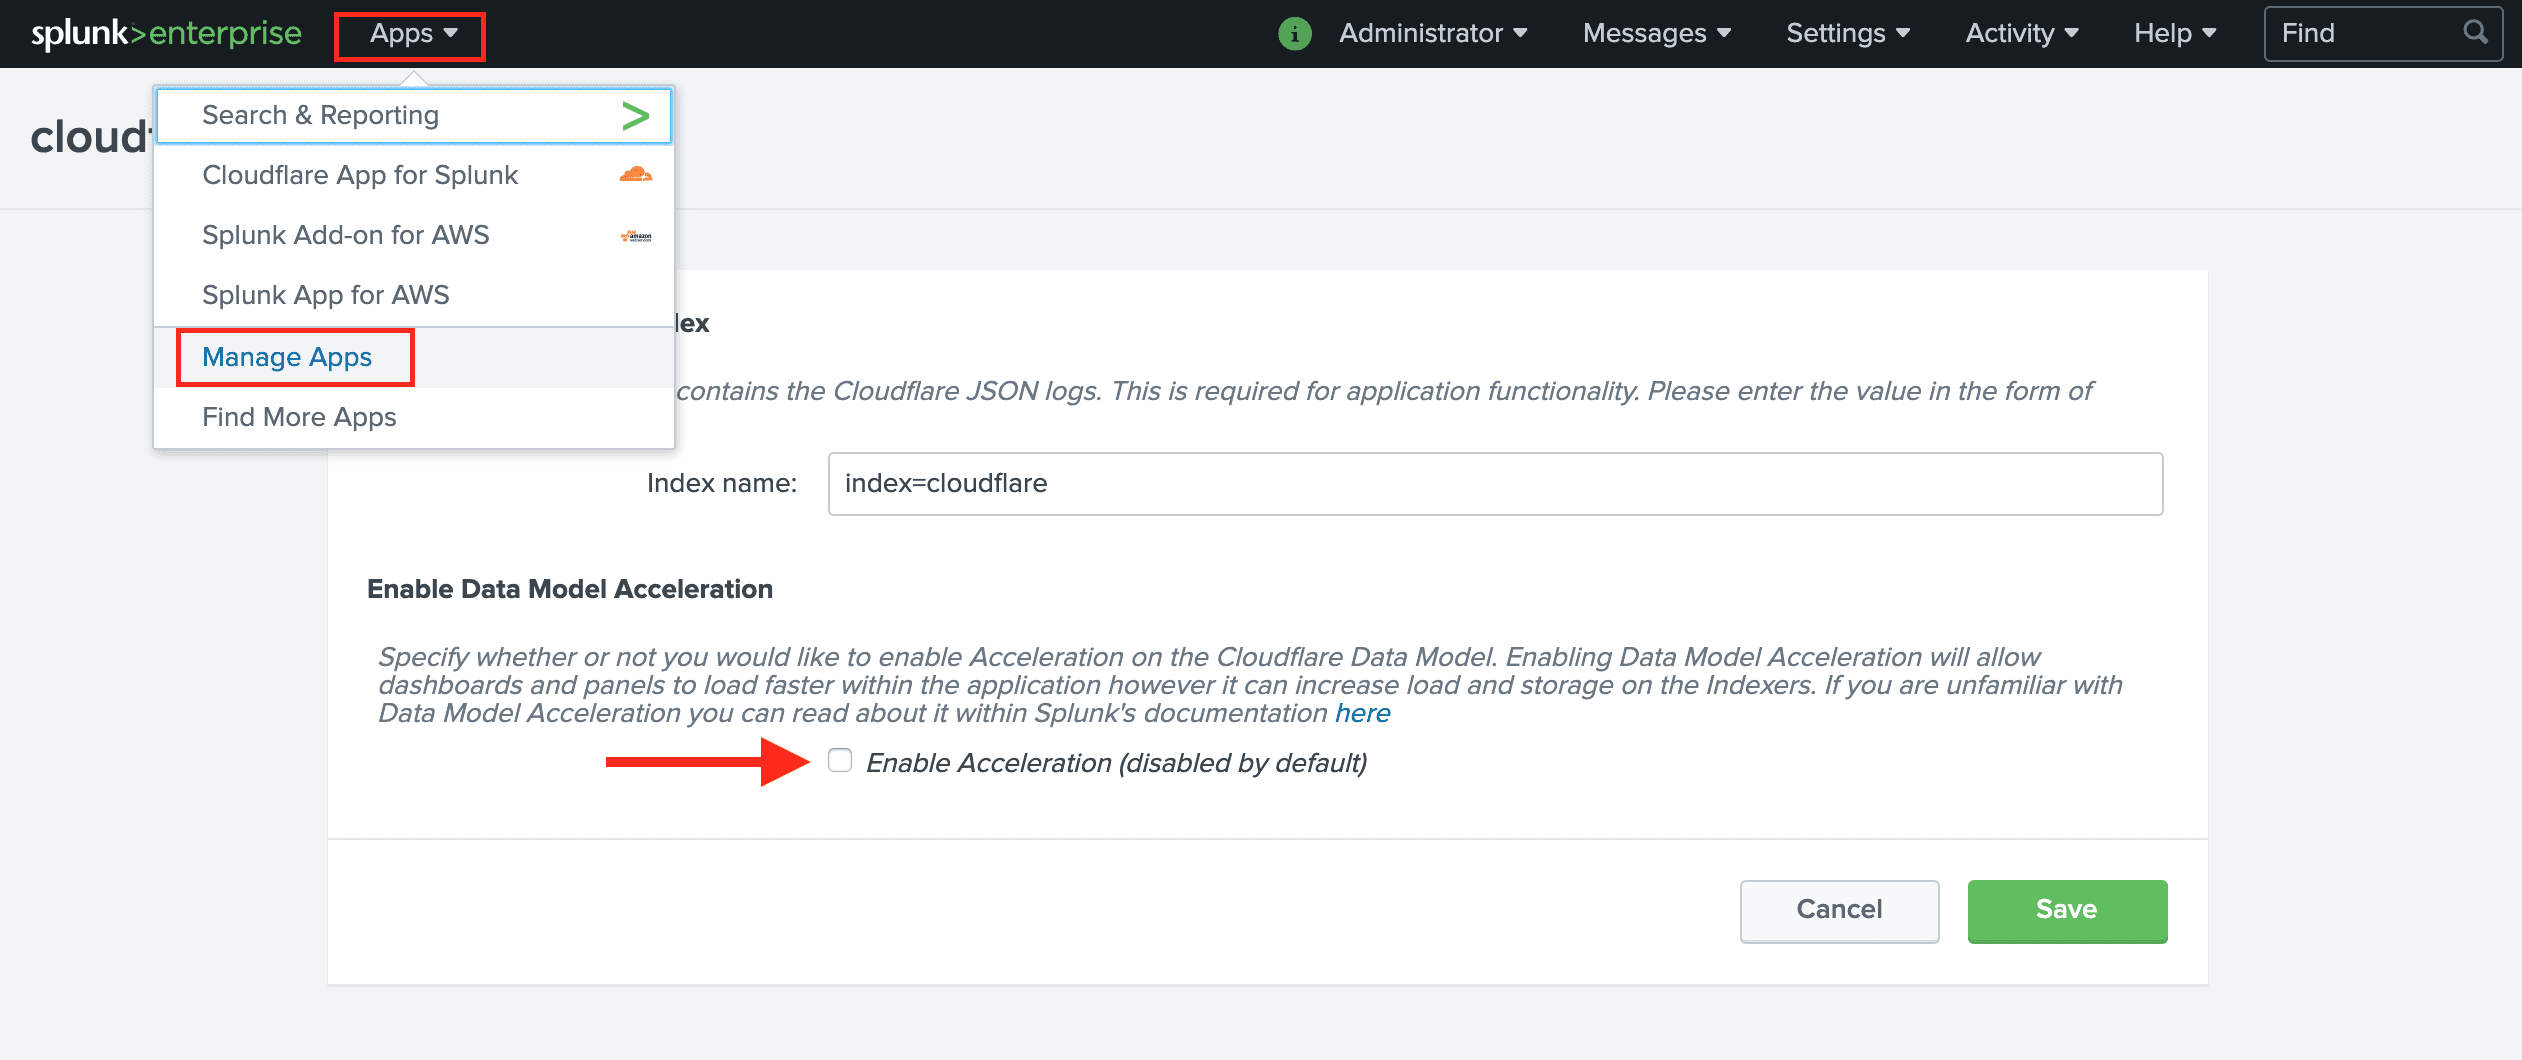 splunk>enterprise
Apps
i
Administrator
Messages
Settings
Activity
Help
Find
cloudf
Search & Reporting
>
Cloudflare App for Splunk
Splunk Add-on for AWS
amazon
Splunk App for AWS
Manage Apps
Find More Apps
dex
contains the Cloudflare JSON logs. This is required for application functionality. Please enter the value in the form of
Index name:
index=cloudflare
Enable Data Model Acceleration
Specify whether or not you would like to enable Acceleration on the Cloudflare Data Model. Enabling Data Model Acceleration will allow
dashboards and panels to load faster within the application however it can increase load and storage on the Indexers. If you are unfamiliar with
Data Model Acceleration you can read about it within Splunk's documentation here
Enable Acceleration (disabled by default)
Cancel
Save